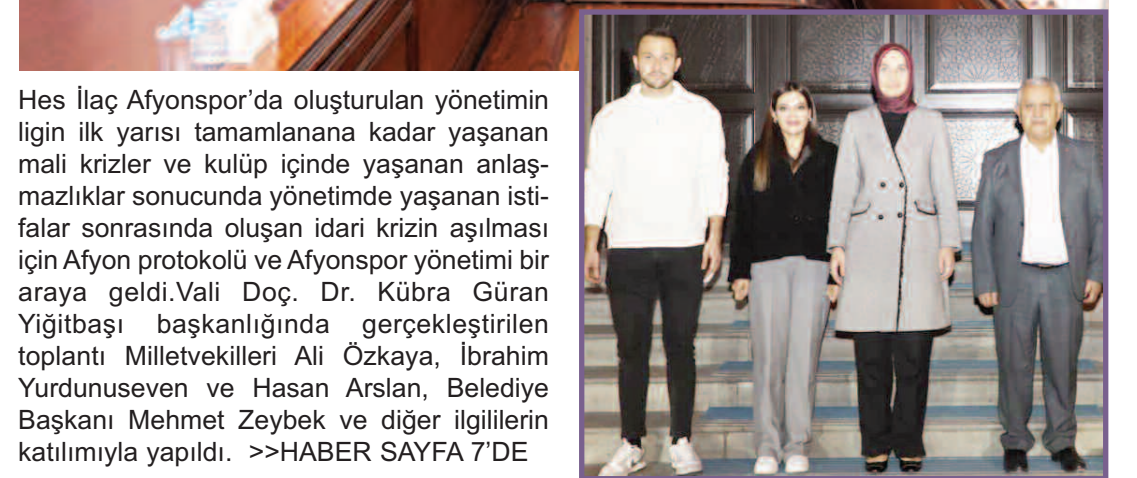 Hes İlaç Afyonspor’da oluşturulan yönetimin
ligin ilk yarısı tamamlanana kadar yaşanan
mali krizler ve kulüp içinde yaşanan anlaş-
mazlıklar sonucunda yönetimde yaşanan isti-
falar sonrasında oluşan idari krizin aşılması
için Afyon protokolü ve Afyonspor yönetimi bir
araya geldi.Vali Doç. Dr. Kübra Güran
Yiğitbaşı başkanlığında gerçekleştirilen
toplantı Milletvekilleri Ali Özkaya, İbrahim
Yurdunuseven ve Hasan Arslan, Belediye
Başkanı Mehmet Zeybek ve diğer ilgililerin
katılımıyla yapıldı. >>HABER SAYFA 7’DE